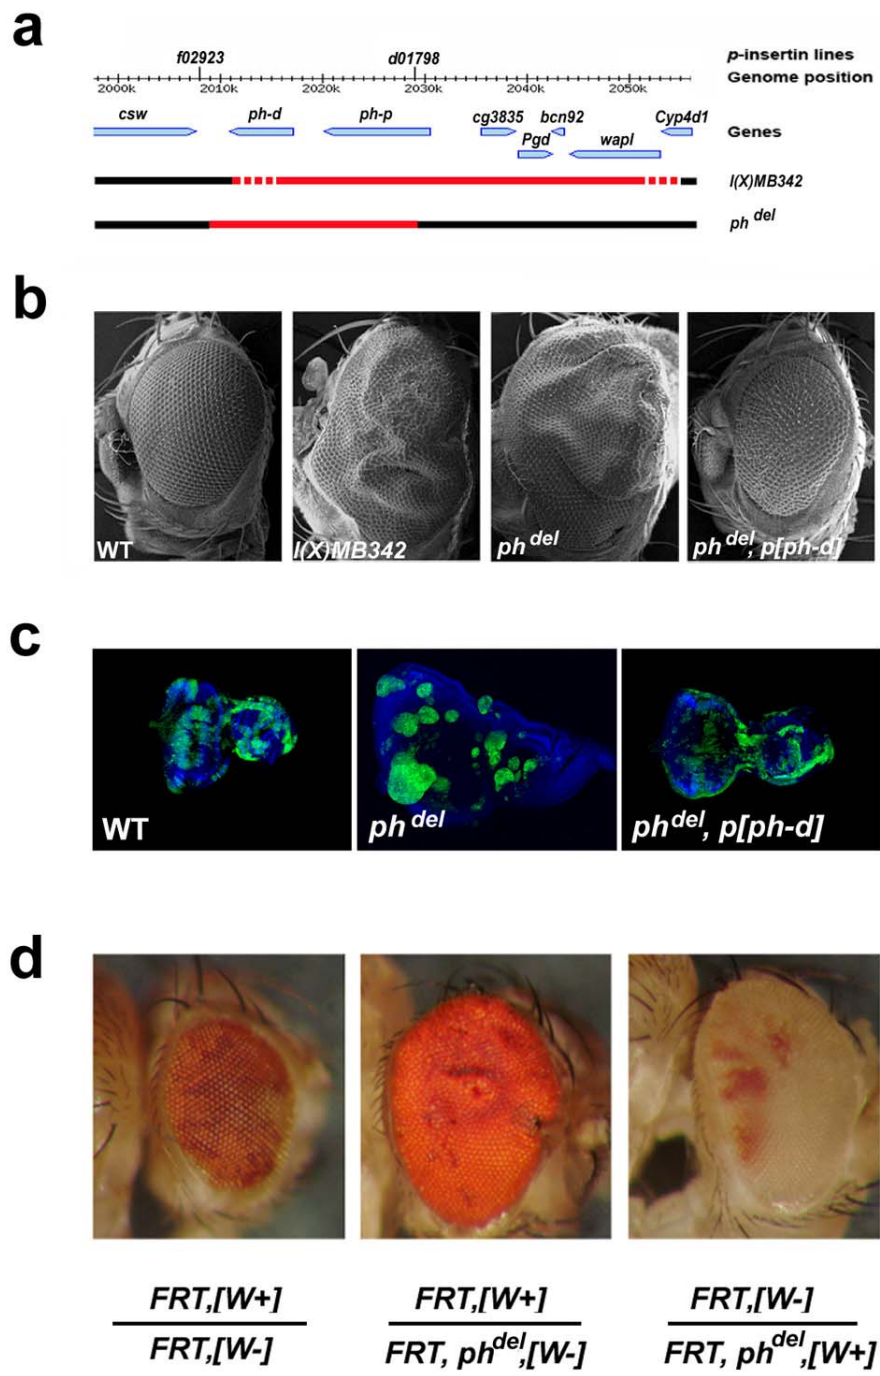 a
f02923 d01798 p-insertin lines
Genome position
2000k 2010k 2020k 2030k 2040k 2050k
csw ph-d ph-p cg3835 bcn92 Cyp4d1
Genes
Pgd wapl
l(X)MB342
ph del
b
WT l(X)MB342 ph del ph del, p[ph-d]
c
WT ph del ph del, p[ph-d]
d
FRT,[W+] FRT,[W+] FRT,[W-]
FRT,[W-] FRT, ph del,[W-] FRT, ph del,[W+]